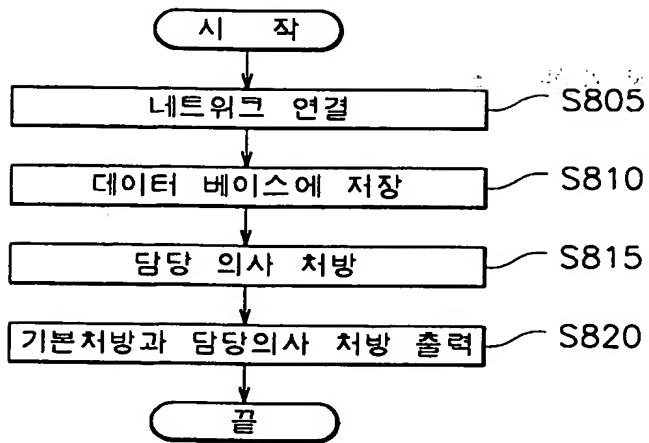 시 작
네트워크 연결 S805
데이터 베이스에 저장 S810
담당 의사 처방 S815
기본처방과 담당의사 처방 출력 S820
끝